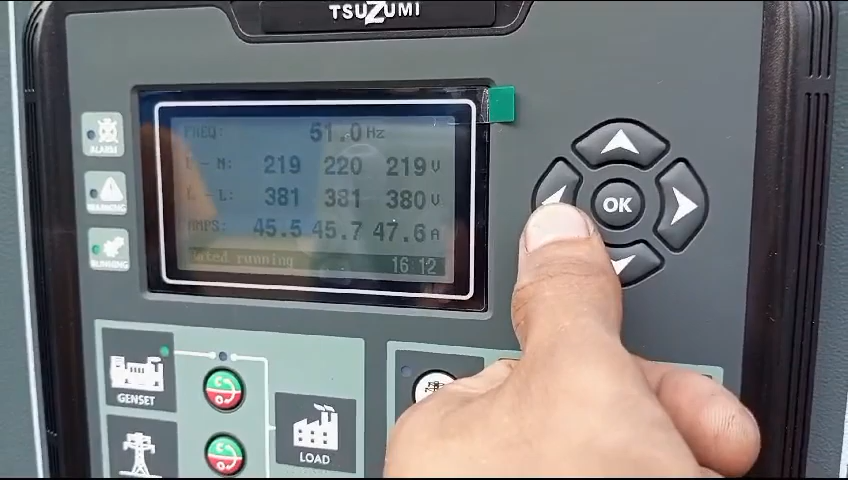 TSUZUMI
FREQ: 51.0 Hz
L-N: 219 220 219 V
L-L: 381 381 380 V
AMPS: 45.5 45.7 47.6 A
Rated running 16:12
ALARM
WARNING
RUNNING
OK
GENSET
LOAD